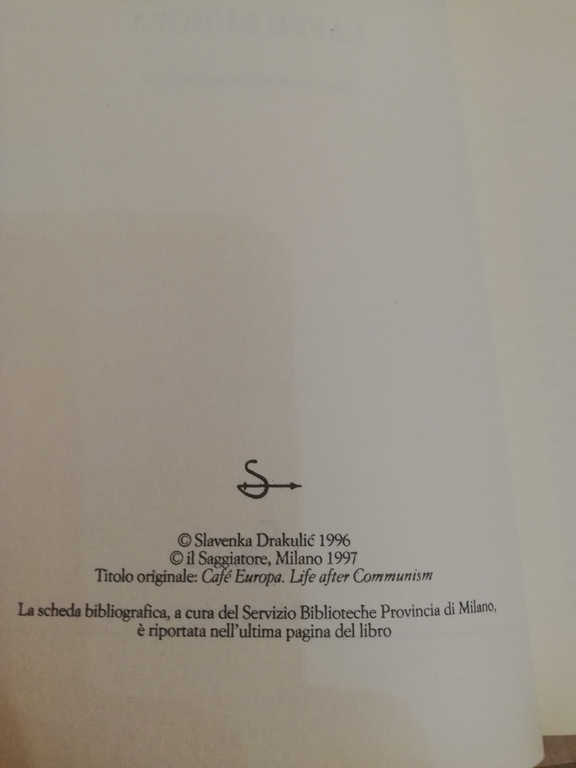 © Slavenka Drakulić 1996
© il Saggiatore, Milano 1997
Titolo originale: Café Europa. Life after Communism
La scheda bibliografica, a cura del Servizio Biblioteche Provincia di Milano,
è riportata nell'ultima pagina del libro